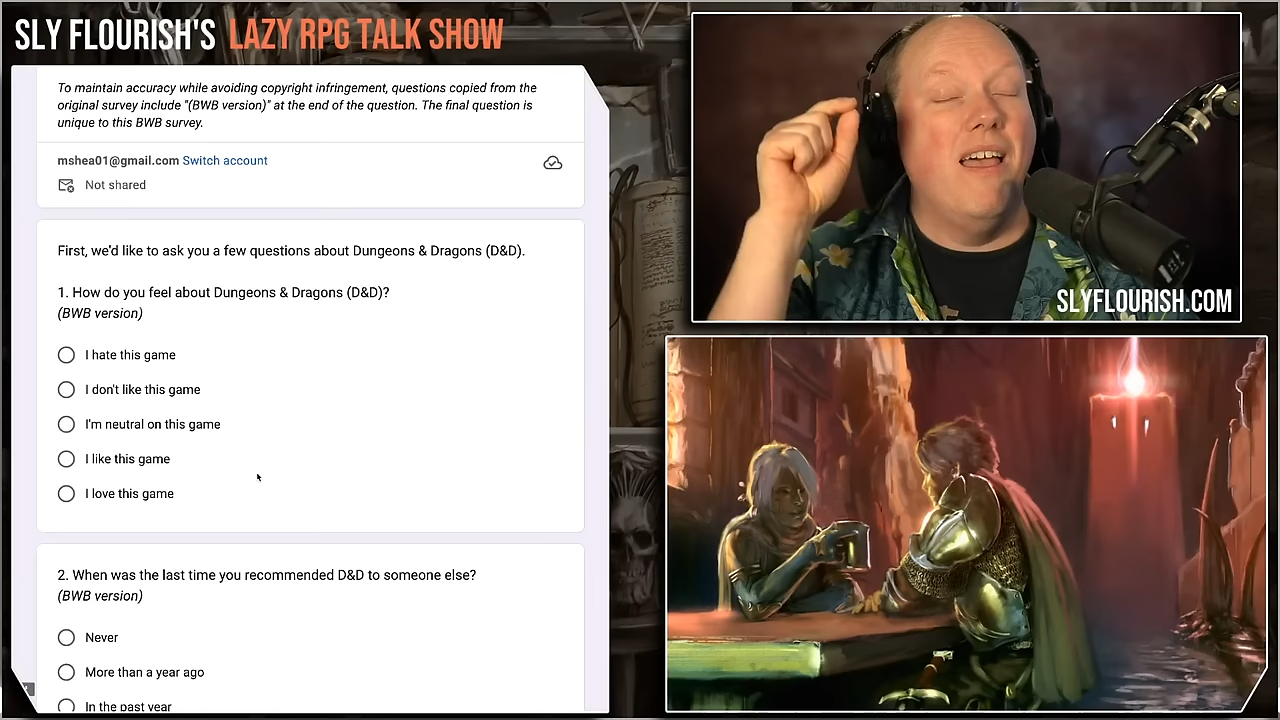 SLY FLOURISH'S LAZY RPG TALK SHOW
To maintain accuracy while avoiding copyright infringement, questions copied from the
original survey include "(BWB version)" at the end of the question. The final question is
unique to this BWB survey.
mshea01@gmail.com Switch account
Not shared
First, we'd like to ask you a few questions about Dungeons & Dragons (D&D).
1. How do you feel about Dungeons & Dragons (D&D)?
(BWB version)
I hate this game
I don't like this game
I'm neutral on this game
I like this game
I love this game
2. When was the last time you recommended D&D to someone else?
(BWB version)
Never
More than a year ago
In the past year
SLYFLOURISH.COM